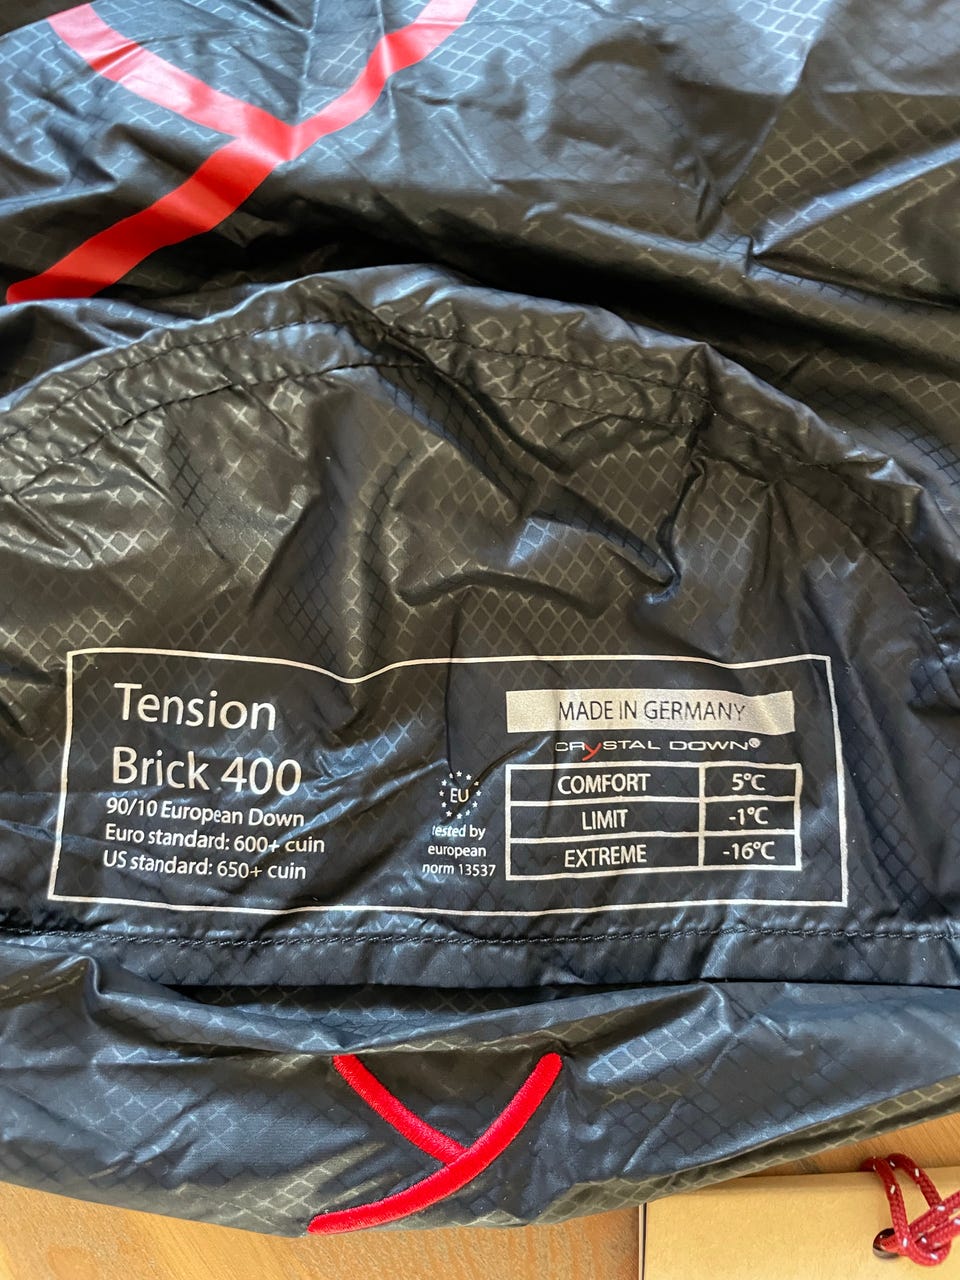 Tension
Brick 400
90/10 European Down
Euro standard: 600+ cuin
US standard: 650+ cuin
EU
tested by
european
norm 13537
MADE IN GERMANY
CRySTAL DOWN®
COMFORT 5°C
LIMIT -1°C
EXTREME -16°C